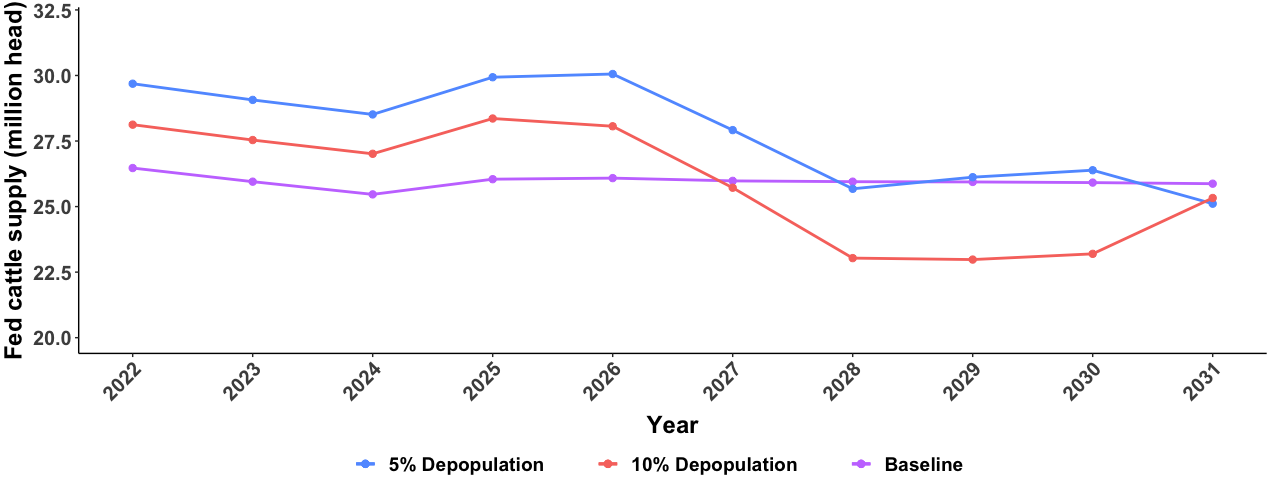 Fed cattle supply (million head)
32.5
30.0
27.5
25.0
22.5
20.0
2022 2023 2024 2025 2026 2027 2028 2029 2030 2031
Year
5% Depopulation 10% Depopulation Baseline